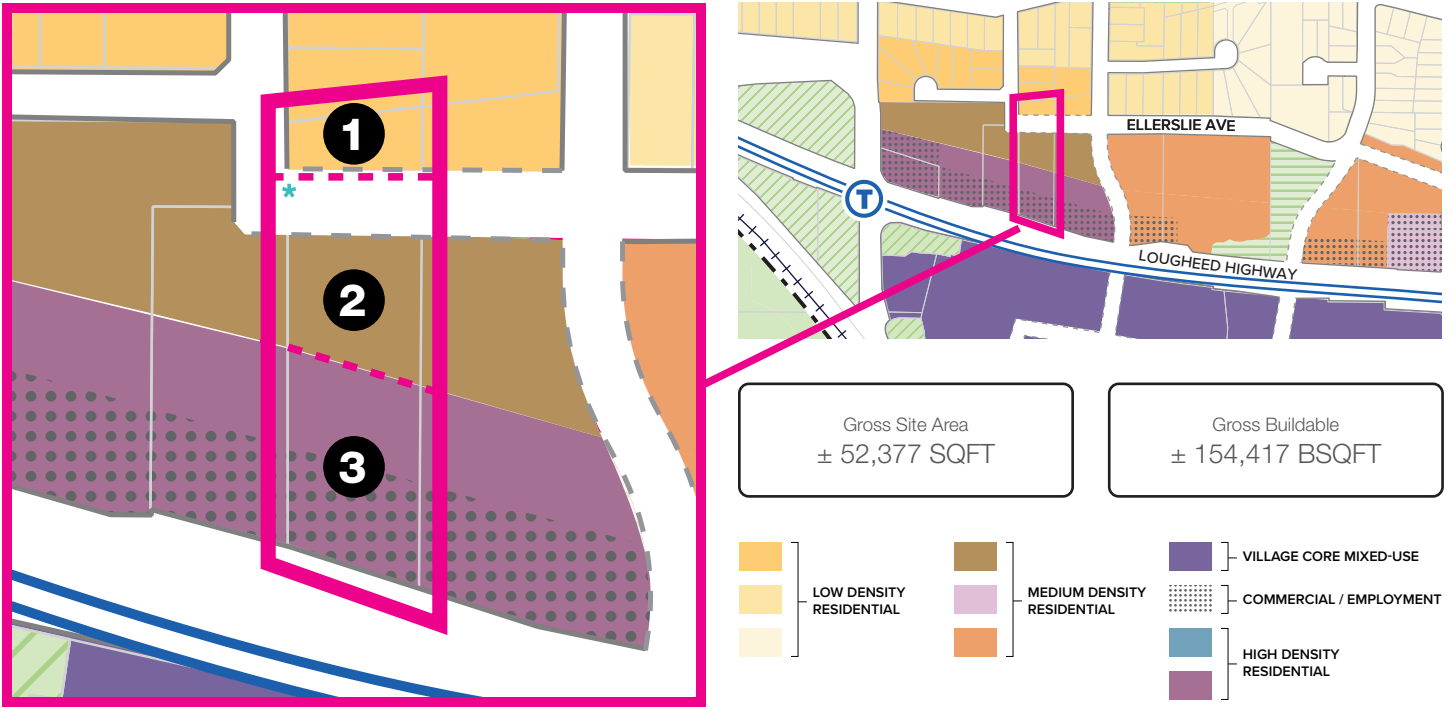 1
*
2
3
ELLERSLIE AVE
T
LOUGHEED HIGHWAY
Gross Site Area
± 52,377 SQFT
Gross Buildable
± 154,417 BSQFT
LOW DENSITY
RESIDENTIAL
MEDIUM DENSITY
RESIDENTIAL
VILLAGE CORE MIXED-USE
COMMERCIAL / EMPLOYMENT
HIGH DENSITY
RESIDENTIAL